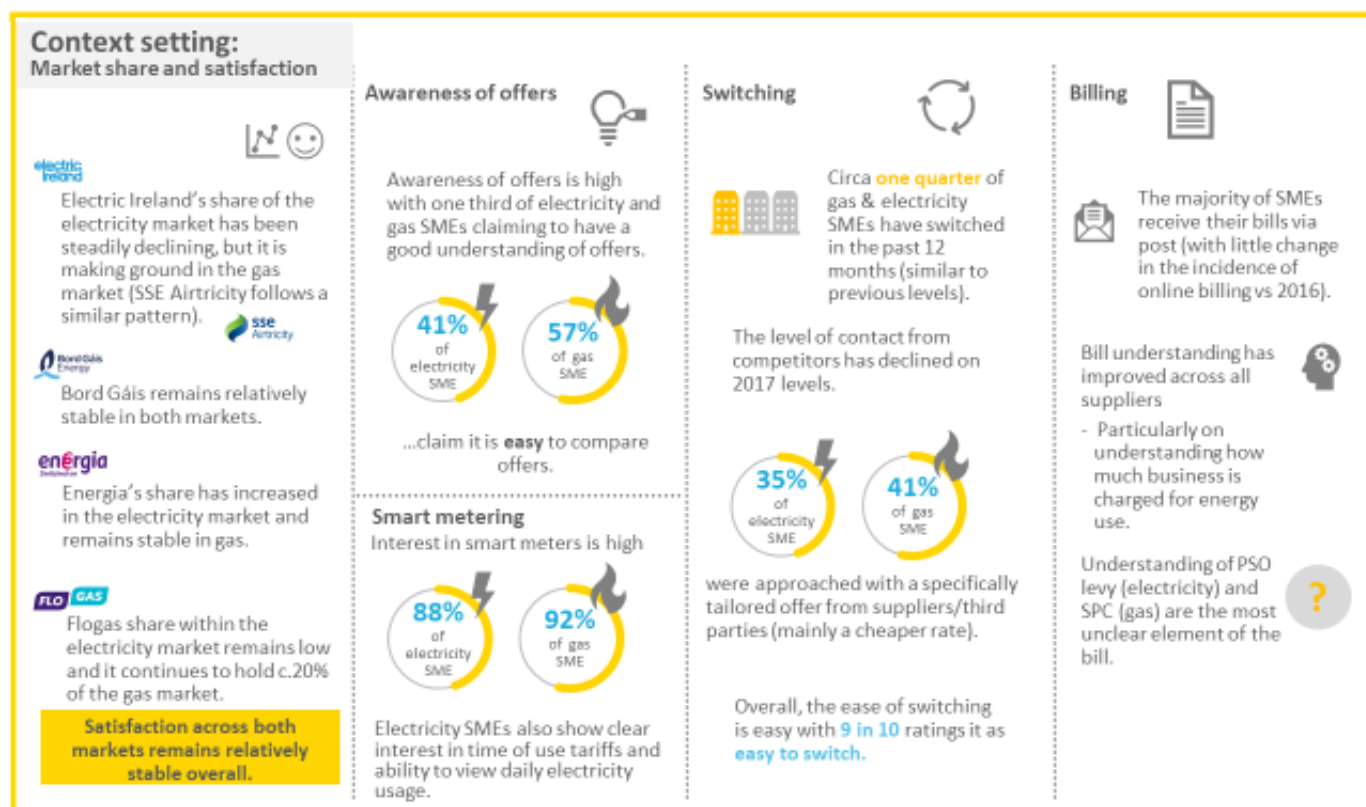 Context setting:
Market share and satisfaction
electric
Ireland
Electric Ireland's share of the
electricity market has been
steadily declining, but it is
making ground in the gas
market (SSE Airtricity follows a
similar pattern).
sse
Airtricity
Bord Gáis
Energy
Bord Gáis remains relatively
stable in both markets.
energia
Energia's share has increased
in the electricity market and
remains stable in gas.
FLO GAS
Flogas share within the
electricity market remains low
and it continues to hold c.20%
of the gas market.
Satisfaction across both
markets remains relatively
stable overall.
Awareness of offers
Awareness of offers is high
with one third of electricity and
gas SMEs claiming to have a
good understanding of offers.
41%
of
electricity
SME
57%
of gas
SME
...claim it is easy to compare
offers.
Smart metering
Interest in smart meters is high
88%
of
electricity
SME
92%
of gas
SME
Electricity SMEs also show clear
interest in time of use tariffs and
ability to view daily electricity
usage.
Switching
Circa one quarter of
gas & electricity
SMEs have switched
in the past 12
months (similar to
previous levels).
The level of contact from
competitors has declined on
2017 levels.
35%
of
electricity
SME
41%
of gas
SME
were approached with a specifically
tailored offer from suppliers/third
parties (mainly a cheaper rate).
Overall, the ease of switching
is easy with 9 in 10 ratings it as
easy to switch.
Billing
The majority of SMEs
receive their bills via
post (with little change
in the incidence of
online billing vs 2016).
Bill understanding has
improved across all
suppliers
- Particularly on
understanding how
much business is
charged for energy
use.
Understanding of PSO
levy (electricity) and
SPC (gas) are the most
unclear element of the
bill.
?